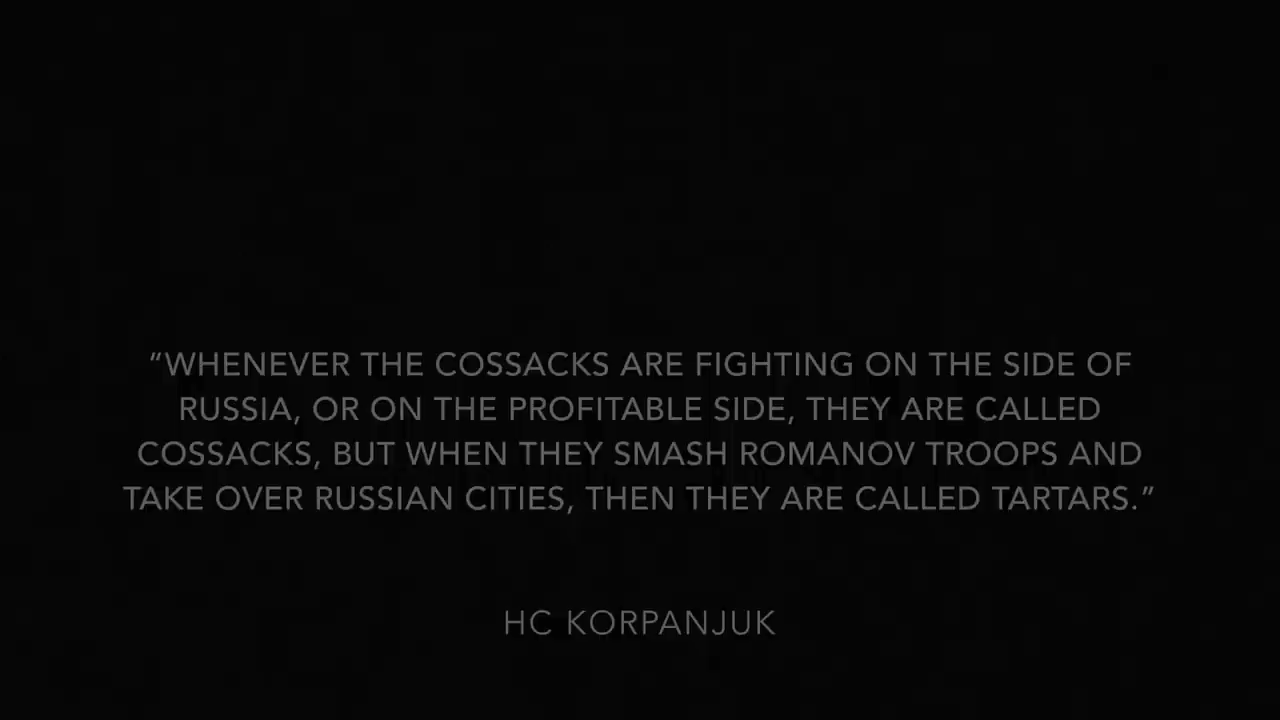 “WHENEVER THE COSSACKS ARE FIGHTING ON THE SIDE OF
RUSSIA, OR ON THE PROFITABLE SIDE, THEY ARE CALLED
COSSACKS, BUT WHEN THEY SMASH ROMANOV TROOPS AND
TAKE OVER RUSSIAN CITIES, THEN THEY ARE CALLED TARTARS.”
HC KORPANJUK